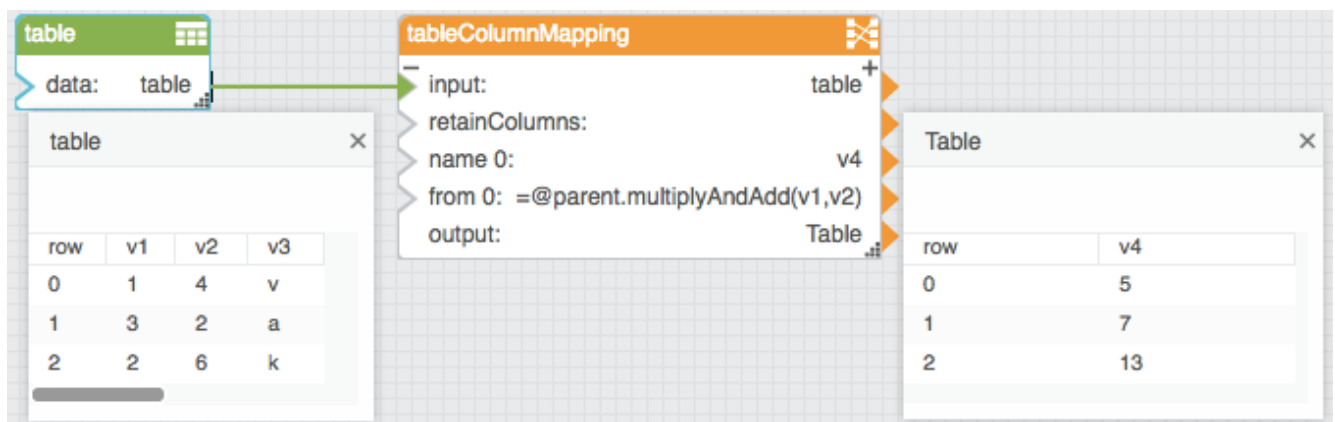 table
data: table
table ×
row v1 v2 v3
0 1 4 v
1 3 2 a
2 2 6 k
tableColumnMapping
− +
input: table
retainColumns:
name 0: v4
from 0: =@parent.multiplyAndAdd(v1,v2)
output: Table
Table ×
row v4
0 5
1 7
2 13